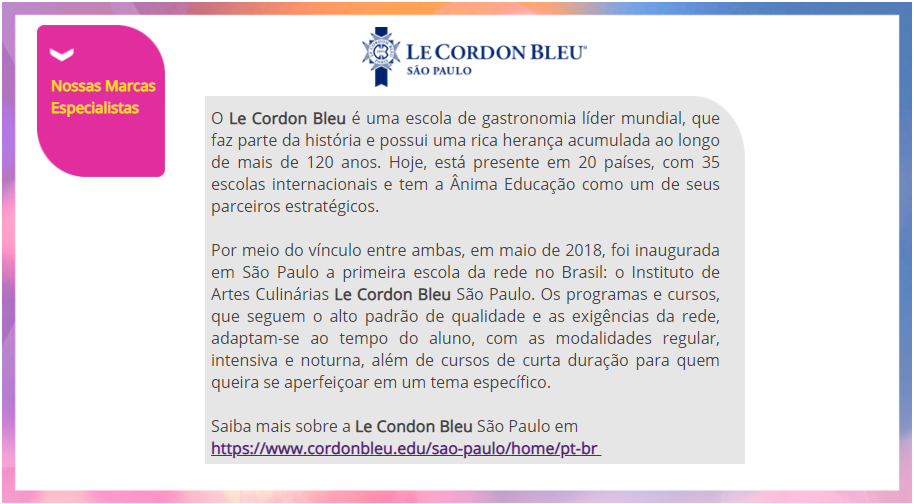 Nossas Marcas
Especialistas
LE CORDON BLEU®
SÃO PAULO
O Le Cordon Bleu é uma escola de gastronomia líder mundial, que
faz parte da história e possui uma rica herança acumulada ao longo
de mais de 120 anos. Hoje, está presente em 20 países, com 35
escolas internacionais e tem a Ânima Educação como um de seus
parceiros estratégicos.
Por meio do vínculo entre ambas, em maio de 2018, foi inaugurada
em São Paulo a primeira escola da rede no Brasil: o Instituto de
Artes Culinárias Le Cordon Bleu São Paulo. Os programas e cursos,
que seguem o alto padrão de qualidade e as exigências da rede,
adaptam-se ao tempo do aluno, com as modalidades regular,
intensiva e noturna, além de cursos de curta duração para quem
queira se aperfeiçoar em um tema específico.
Saiba mais sobre a Le Condon Bleu São Paulo em
https://www.cordonbleu.edu/sao-paulo/home/pt-br